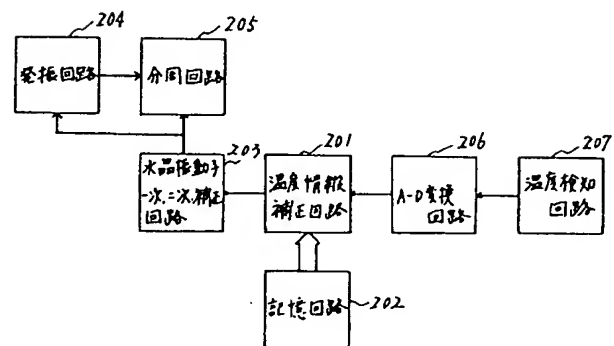 204
205
発振回路
分周回路
203
201
206
207
水晶振動子
一次,二次,補正
回路
温度情報
補正回路
A-D変換
回路
温度検知
回路
記憶回路
202